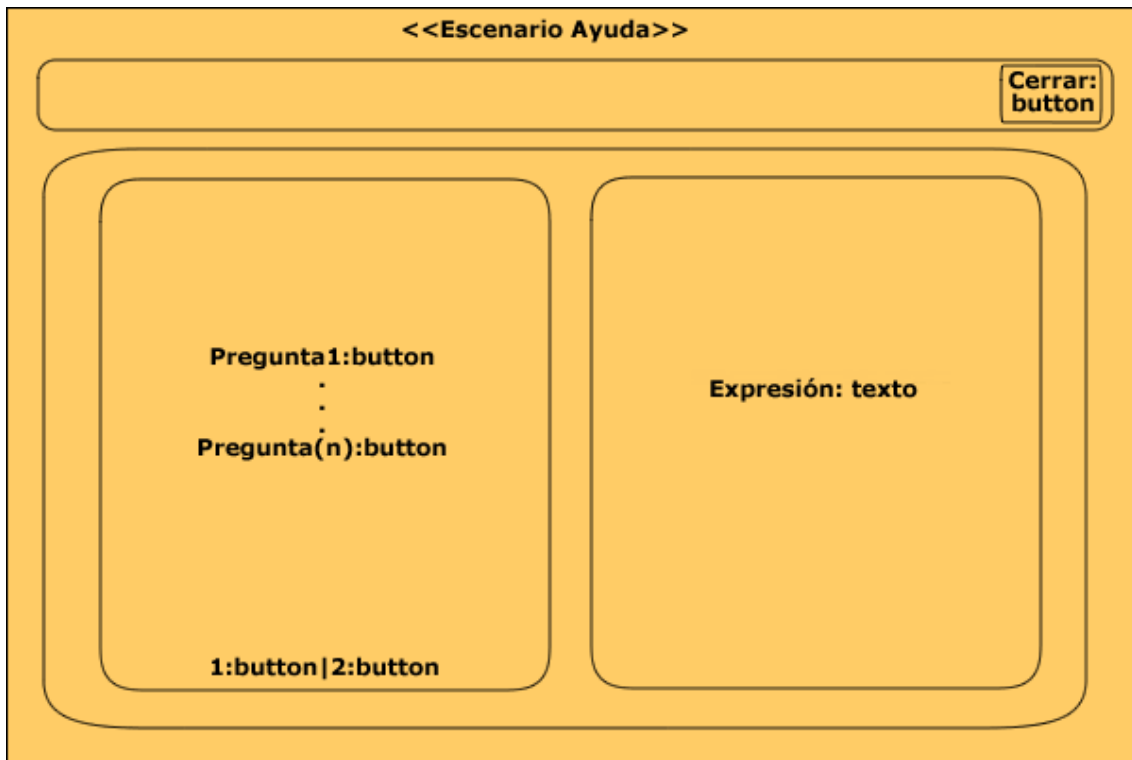 <<Escenario Ayuda>>
Cerrar:
button
Pregunta1:button
.
.
.
Pregunta(n):button
Expresión: texto
1:button|2:button